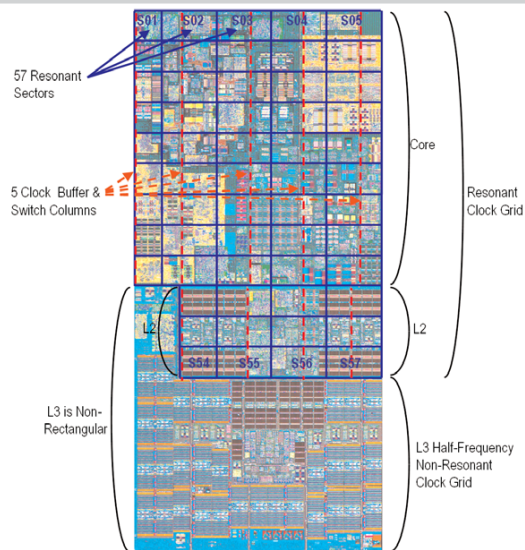 S01 S02 S03 S04 S05
57 Resonant
Sectors
Core
5 Clock Buffer &
Switch Columns
Resonant
Clock Grid
L2
L2
S54 S55 S56 S57
L3 is Non-
Rectangular
L3 Half-Frequency
Non-Resonant
Clock Grid